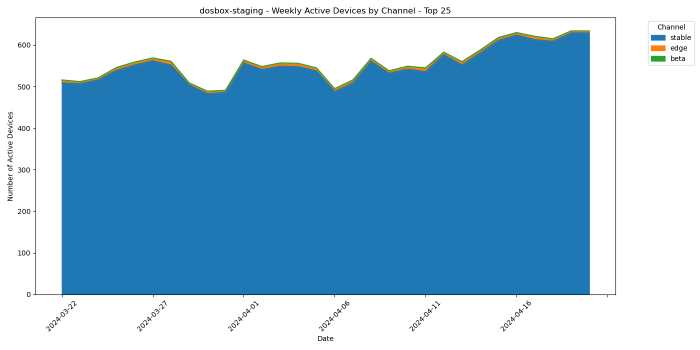 dosbox-staging - Weekly Active Devices by Channel - Top 25
Channel
stable
edge
beta
Number of Active Devices
600
500
400
300
200
100
0
2024-03-22
2024-03-27
2024-04-01
2024-04-06
2024-04-11
2024-04-16
Date